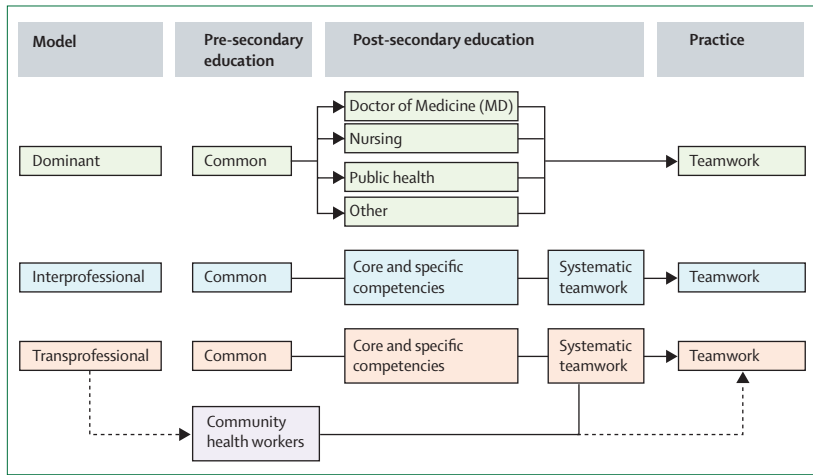 Model
Pre-secondary
education
Post-secondary education
Practice
Dominant
Common
Doctor of Medicine (MD)
Nursing
Public health
Other
Teamwork
Interprofessional
Common
Core and specific
competencies
Systematic
teamwork
Teamwork
Transprofessional
Common
Core and specific
competencies
Systematic
teamwork
Teamwork
Community
health workers